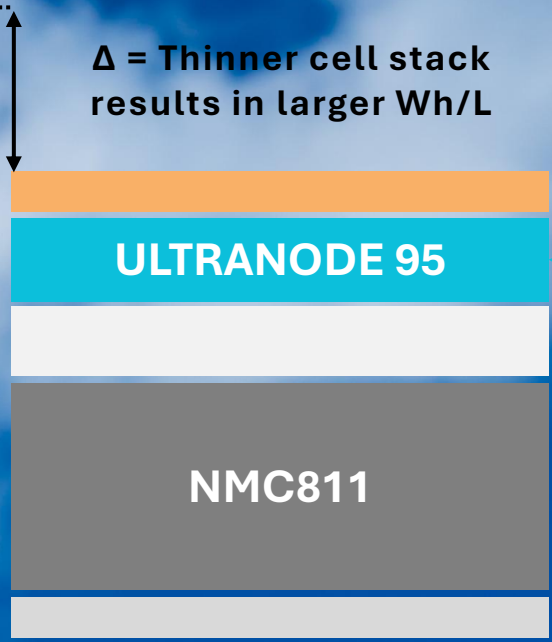 Δ = Thinner cell stack
results in larger Wh/L
ULTRANODE 95
NMC811